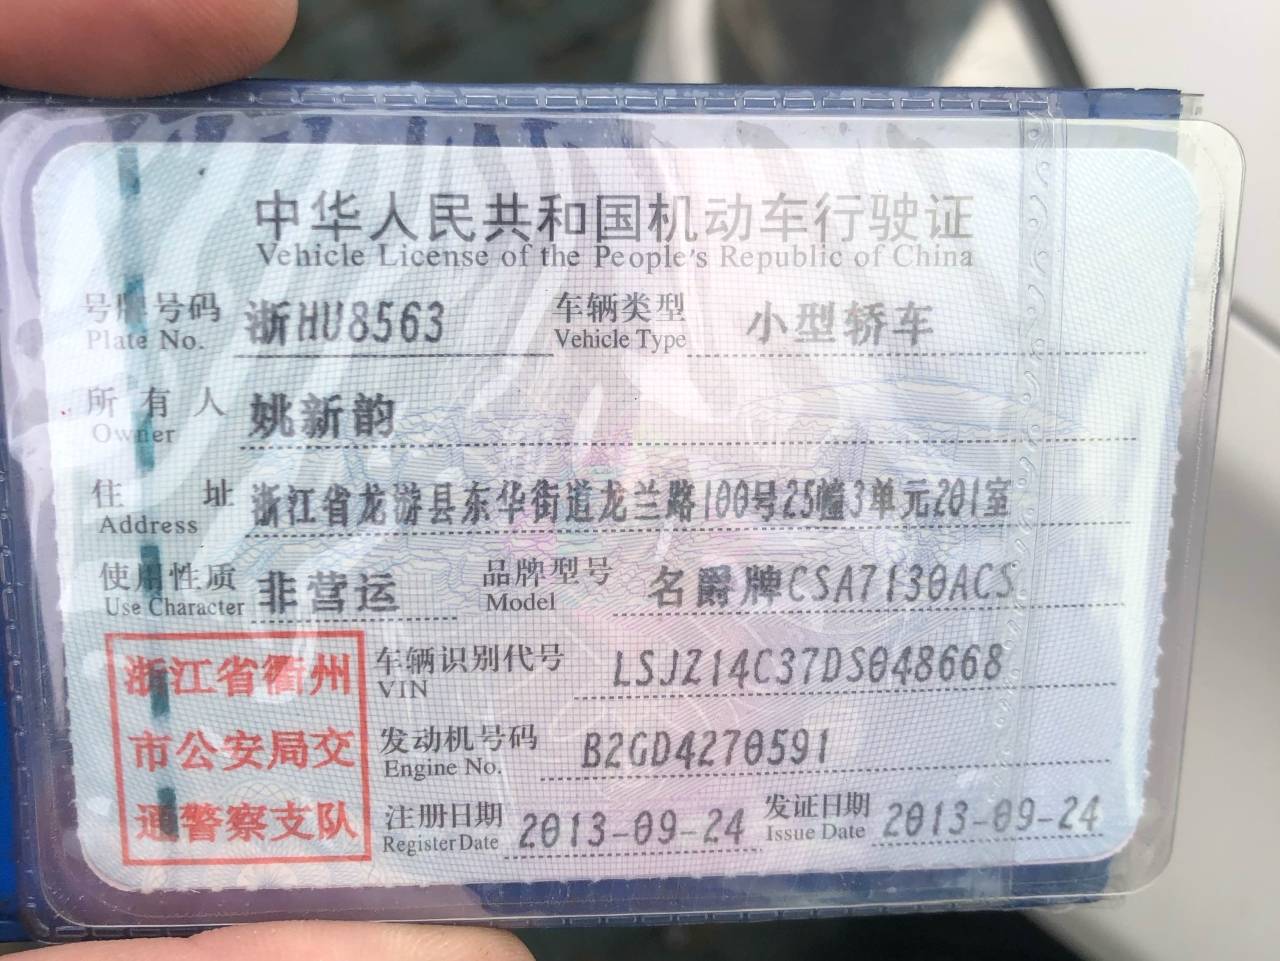 中华人民共和国机动车行驶证
Vehicle License of the People's Republic of China
号牌号码 浙HU8563 车辆类型 小型轿车
Plate No. Vehicle Type
所有人 姚新韵
Owner
住址 浙江省龙游县东华街道龙兰路100号25幢3单元201室
Address
使用性质 非营运 品牌型号 名爵牌CSA7130ACS
Use Character Model
车辆识别代号 LSJZ14C37DS048668
VIN
发动机号码 B2GD4270591
Engine No.
注册日期 2013-09-24 发证日期 2013-09-24
Register Date Issue Date
浙江省衢州
市公安局交
通警察支队